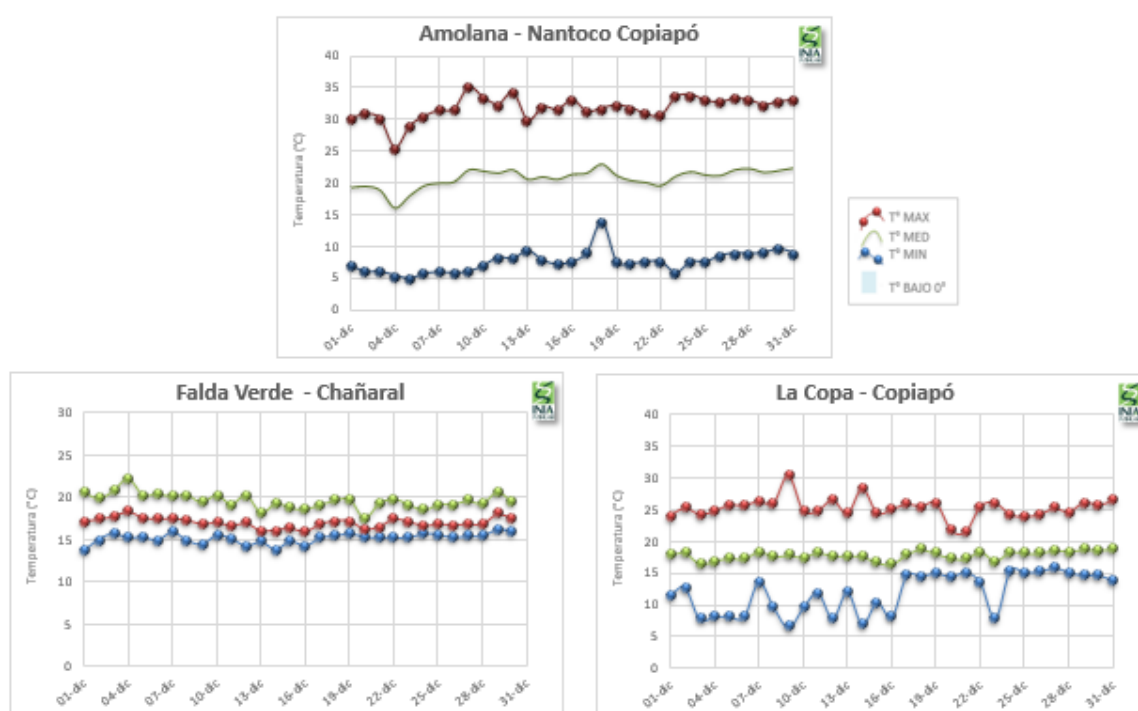 Amolana - Nantoco Copiapó
INIA
Temperatura (°C)
40
35
30
25
20
15
10
5
0
01-dic
04-dic
07-dic
10-dic
13-dic
16-dic
19-dic
22-dic
25-dic
28-dic
31-dic
T° MAX
T° MED
T° MIN
T° BAJO 0°
Falda Verde - Chañaral
INIA
Temperatura (°C)
30
25
20
15
10
5
0
01-dic
04-dic
07-dic
10-dic
13-dic
16-dic
19-dic
22-dic
25-dic
28-dic
31-dic
La Copa - Copiapó
INIA
Temperatura (°C)
40
35
30
25
20
15
10
5
0
01-dic
04-dic
07-dic
10-dic
13-dic
16-dic
19-dic
22-dic
25-dic
28-dic
31-dic